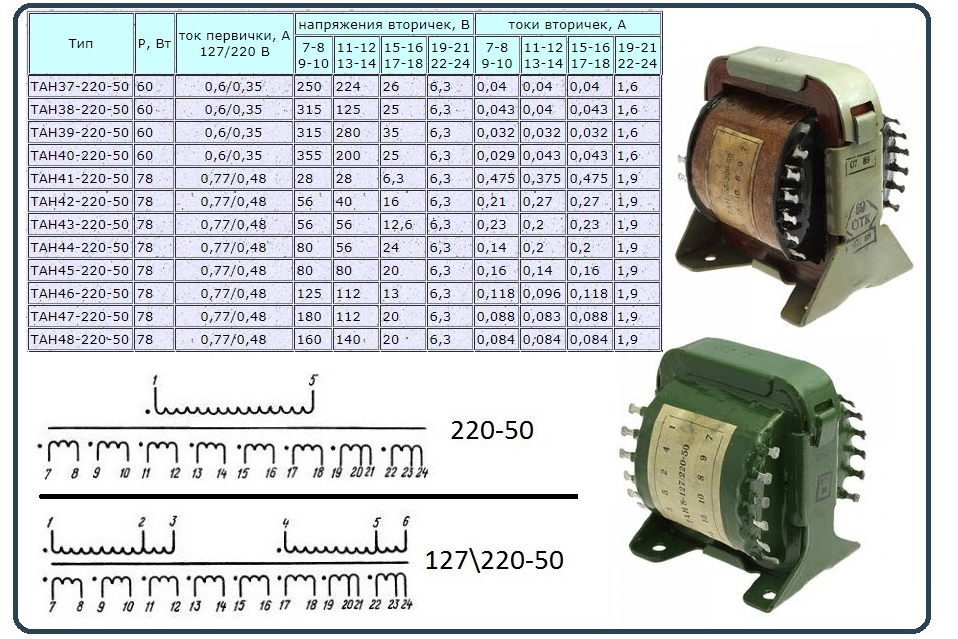 Тип P, Вт ток первички, А 127/220 В напряжения вторичек, В токи вторичек, А
7-8 11-12 15-16 19-21 7-8 11-12 15-16 19-21
9-10 13-14 17-18 22-24 9-10 13-14 17-18 22-24
ТАН37-220-50 60 0,6/0,35 250 224 26 6,3 0,04 0,04 0,04 1,6
ТАН38-220-50 60 0,6/0,35 315 125 25 6,3 0,043 0,04 0,043 1,6
ТАН39-220-50 60 0,6/0,35 315 280 35 6,3 0,032 0,032 0,032 1,6
ТАН40-220-50 60 0,6/0,35 355 200 25 6,3 0,029 0,043 0,043 1,6
ТАН41-220-50 78 0,77/0,48 28 28 6,3 6,3 0,475 0,375 0,475 1,9
ТАН42-220-50 78 0,77/0,48 56 40 16 6,3 0,21 0,27 0,27 1,9
ТАН43-220-50 78 0,77/0,48 56 56 12,6 6,3 0,23 0,2 0,23 1,9
ТАН44-220-50 78 0,77/0,48 80 56 24 6,3 0,14 0,2 0,2 1,9
ТАН45-220-50 78 0,77/0,48 80 80 20 6,3 0,16 0,14 0,16 1,9
ТАН46-220-50 78 0,77/0,48 125 112 13 6,3 0,118 0,096 0,118 1,9
ТАН47-220-50 78 0,77/0,48 180 112 20 6,3 0,088 0,083 0,088 1,9
ТАН48-220-50 78 0,77/0,48 160 140 20 6,3 0,084 0,084 0,084 1,9
1 5
220-50
7 8 9 10 11 12 13 14 15 16 17 18 19 20 21 22 23 24
1 2 3 4 5 6
127\220-50
7 8 9 10 11 12 13 14 15 16 17 18 19 20 21 22 23 24
07. 89
89
ОТК
1 4 2 5 3
7 9 8 10